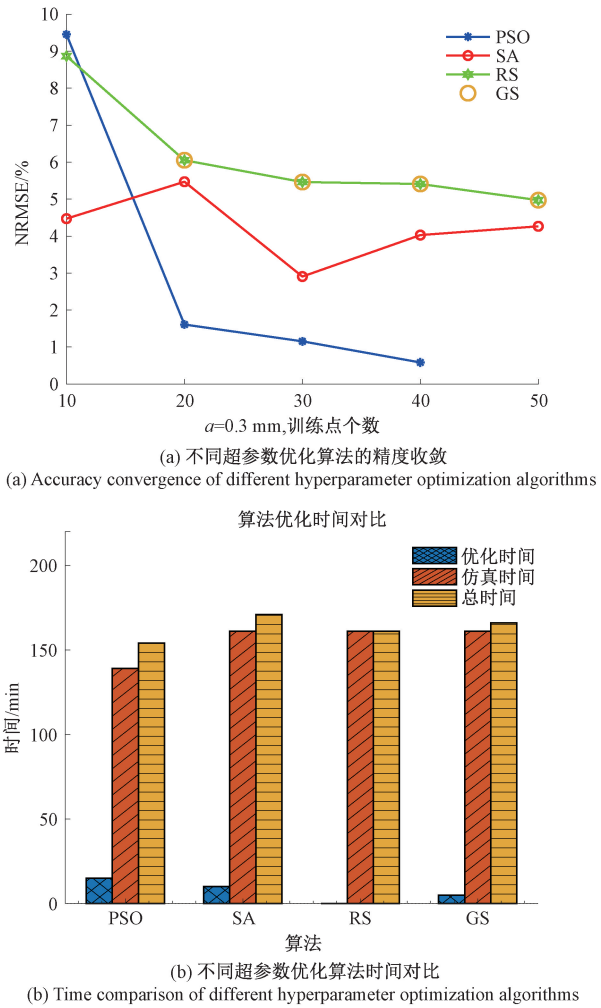 10
9
8
7
6
5
4
3
2
1
0
NRMSE/%
PSO
SA
RS
GS
10
20
30
40
50
a=0.3 mm,训练点个数
(a) 不同超参数优化算法的精度收敛
(a) Accuracy convergence of different hyperparameter optimization algorithms
算法优化时间对比
200
150
100
50
0
时间/min
优化时间
仿真时间
总时间
PSO
SA
RS
GS
算法
(b) 不同超参数优化算法时间对比
(b) Time comparison of different hyperparameter optimization algorithms